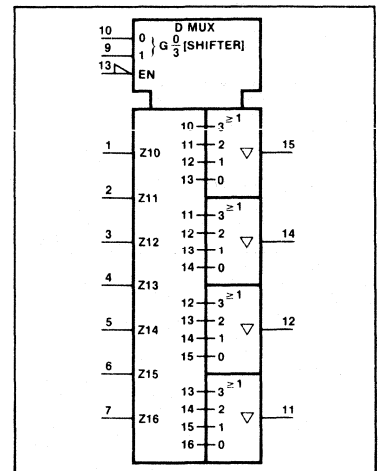 D MUX
10 0
9 1 } G 0/3 [SHIFTER]
13 EN
10 3 ≥ 1
1 Z10 11 2 ▽ 15
12 1
13 0
2 Z11
11 3 ≥ 1
3 Z12 12 2 ▽ 14
13 1
14 0
4 Z13
12 3 ≥ 1
5 Z14 13 2 ▽ 12
14 1
15 0
6 Z15
13 3 ≥ 1
7 Z16 14 2 ▽ 11
15 1
16 0